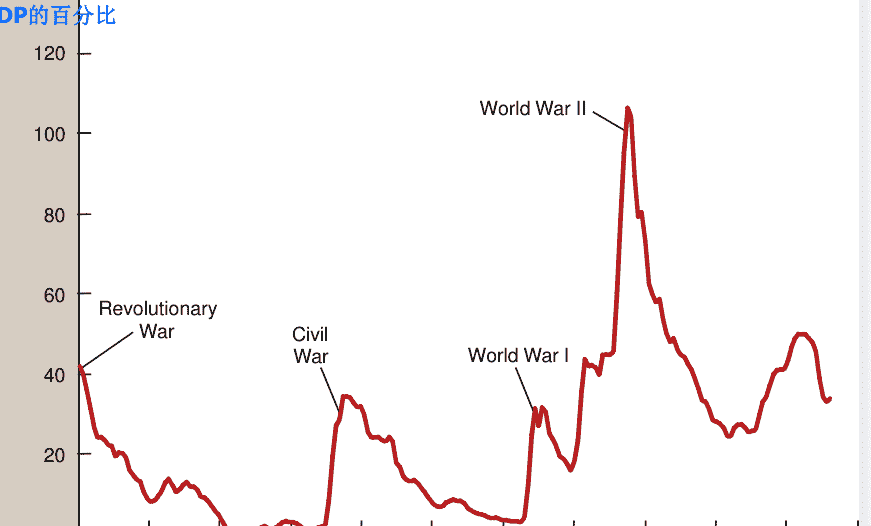 DP的百分比
120
World War II
100
80
60
Revolutionary
War
Civil
War
World War I
40
20